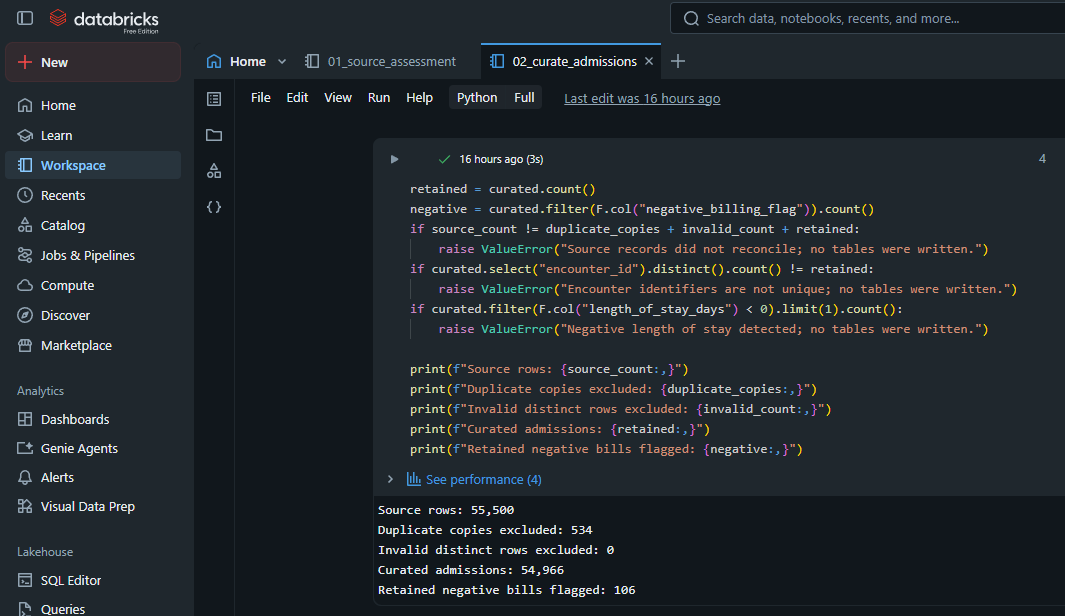 databricks
Free Edition
Search data, notebooks, recents, and more...
New
Home
Learn
Workspace
Recents
Catalog
Jobs & Pipelines
Compute
Discover
Marketplace
Analytics
Dashboards
Genie Agents
Alerts
Visual Data Prep
Lakehouse
SQL Editor
Queries
Home
01_source_assessment
02_curate_admissions
File Edit View Run Help Python Full Last edit was 16 hours ago
16 hours ago (3s)
4
retained = curated.count()
negative = curated.filter(F.col("negative_billing_flag")).count()
if source_count != duplicate_copies + invalid_count + retained:
    raise ValueError("Source records did not reconcile; no tables were written.")
if curated.select("encounter_id").distinct().count() != retained:
    raise ValueError("Encounter identifiers are not unique; no tables were written.")
if curated.filter(F.col("length_of_stay_days") < 0).limit(1).count():
    raise ValueError("Negative length of stay detected; no tables were written.")
print(f"Source rows: {source_count:,}")
print(f"Duplicate copies excluded: {duplicate_copies:,}")
print(f"Invalid distinct rows excluded: {invalid_count:,}")
print(f"Curated admissions: {retained:,}")
print(f"Retained negative bills flagged: {negative:,}")
See performance (4)
Source rows: 55,500
Duplicate copies excluded: 534
Invalid distinct rows excluded: 0
Curated admissions: 54,966
Retained negative bills flagged: 106